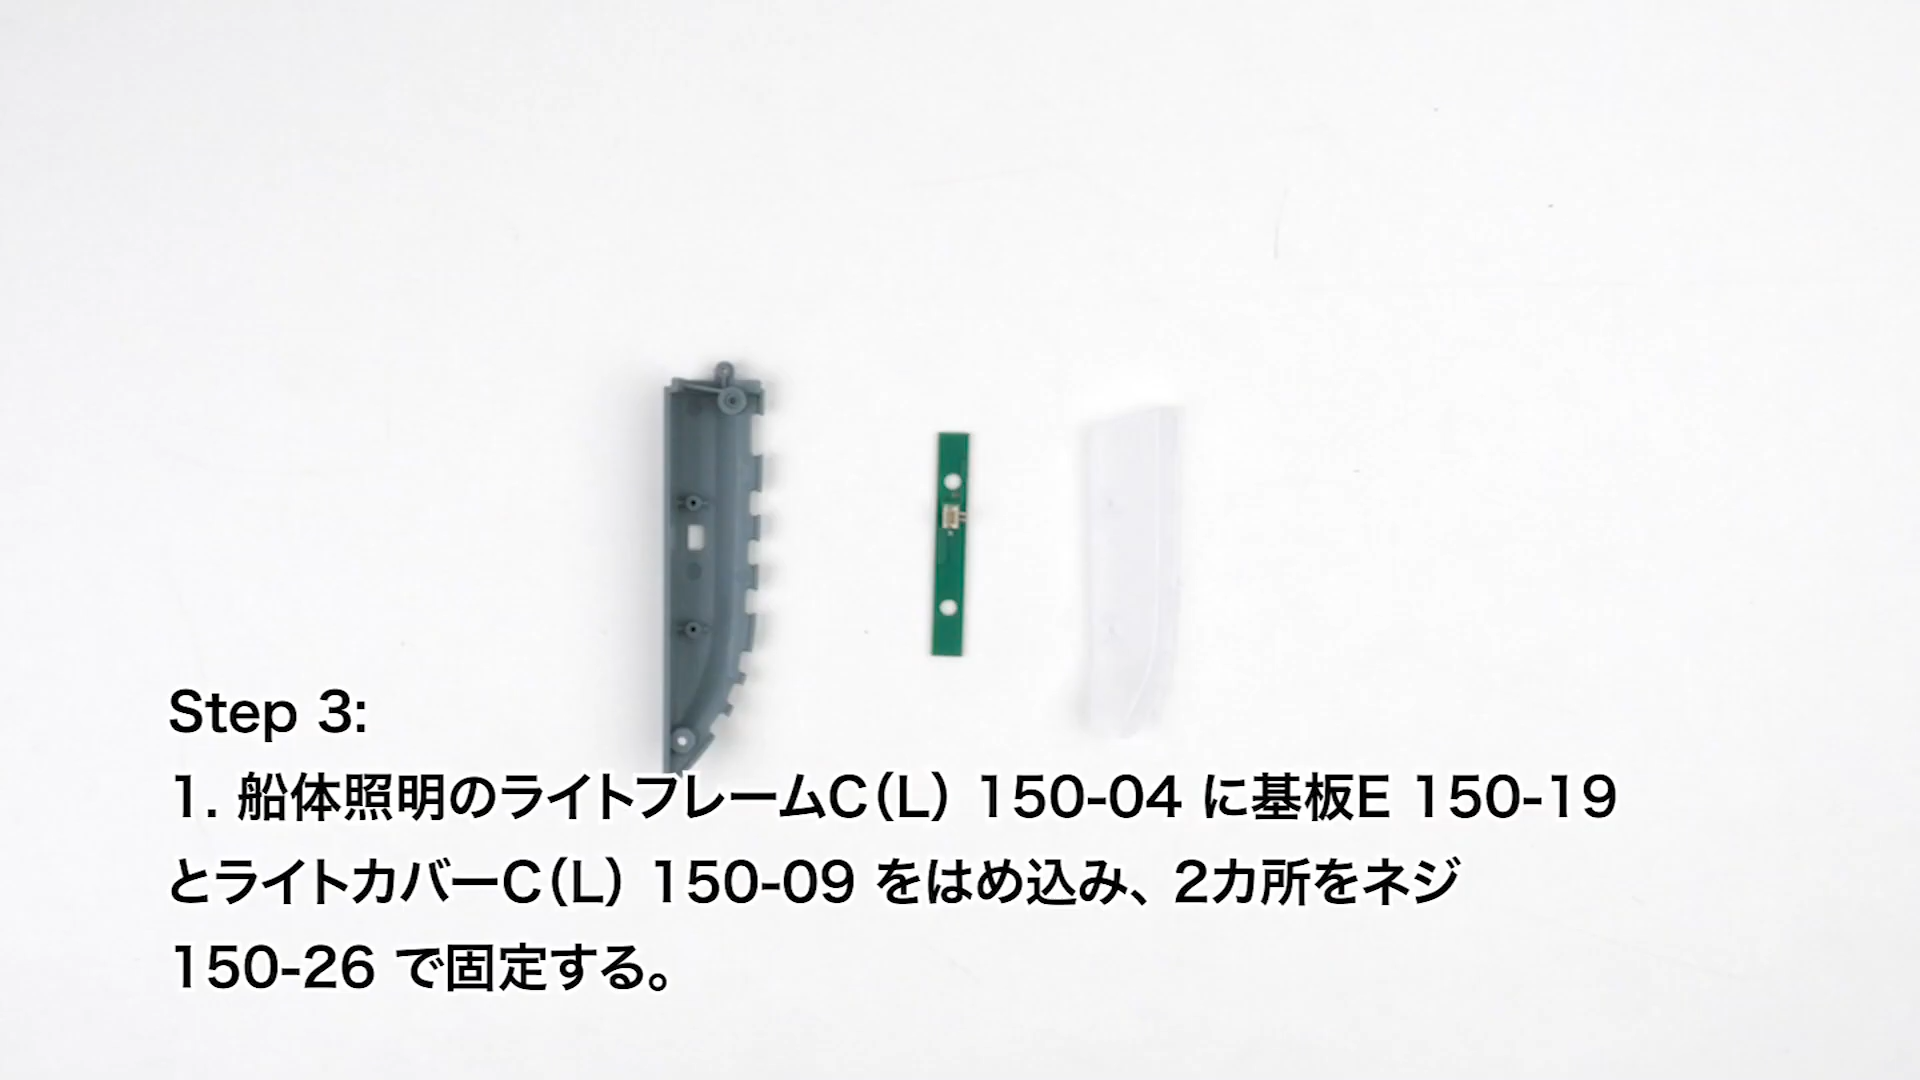 Step 3:
1. 船体照明のライトフレームC（L） 150-04 に基板E 150-19
とライトカバーC（L） 150-09 をはめ込み、2カ所をネジ
150-26 で固定する。